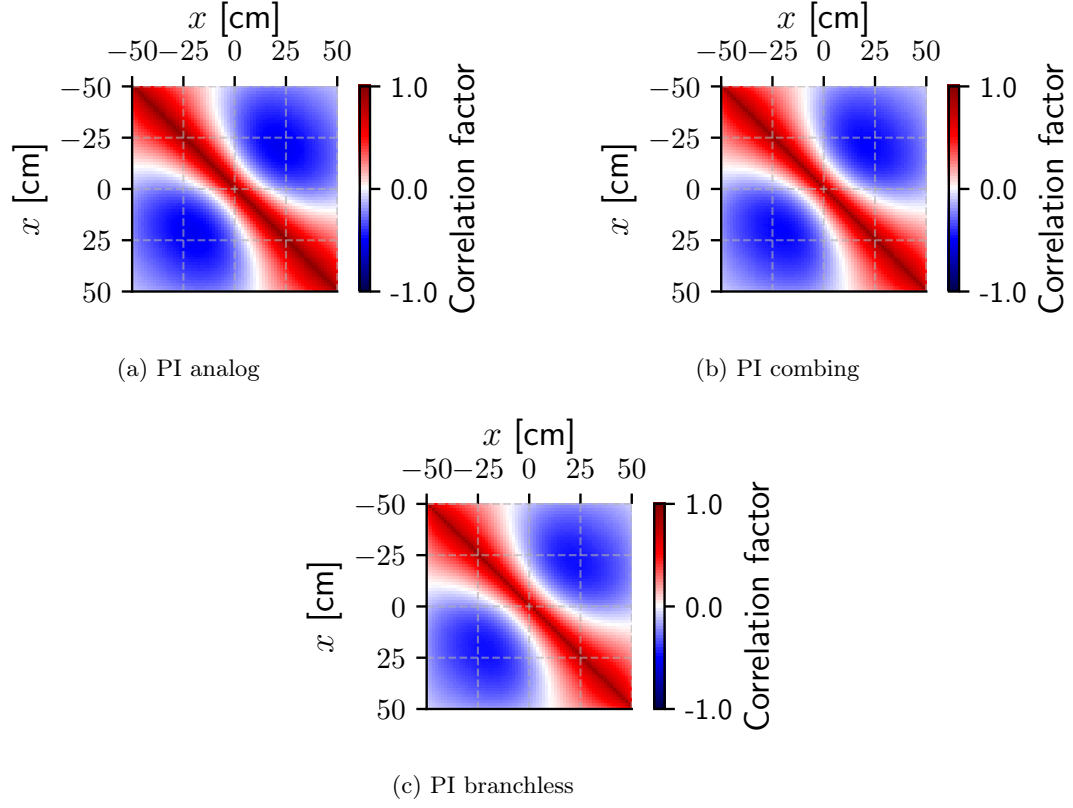 x [cm]
−50 −25 0 25 50
−50
−25
0
25
50
x [cm]
1.0
0.0
-1.0
Correlation factor
(a) PI analog
x [cm]
−50 −25 0 25 50
−50
−25
0
25
50
x [cm]
1.0
0.0
-1.0
Correlation factor
(b) PI combing
x [cm]
−50 −25 0 25 50
−50
−25
0
25
50
x [cm]
1.0
0.0
-1.0
Correlation factor
(c) PI branchless